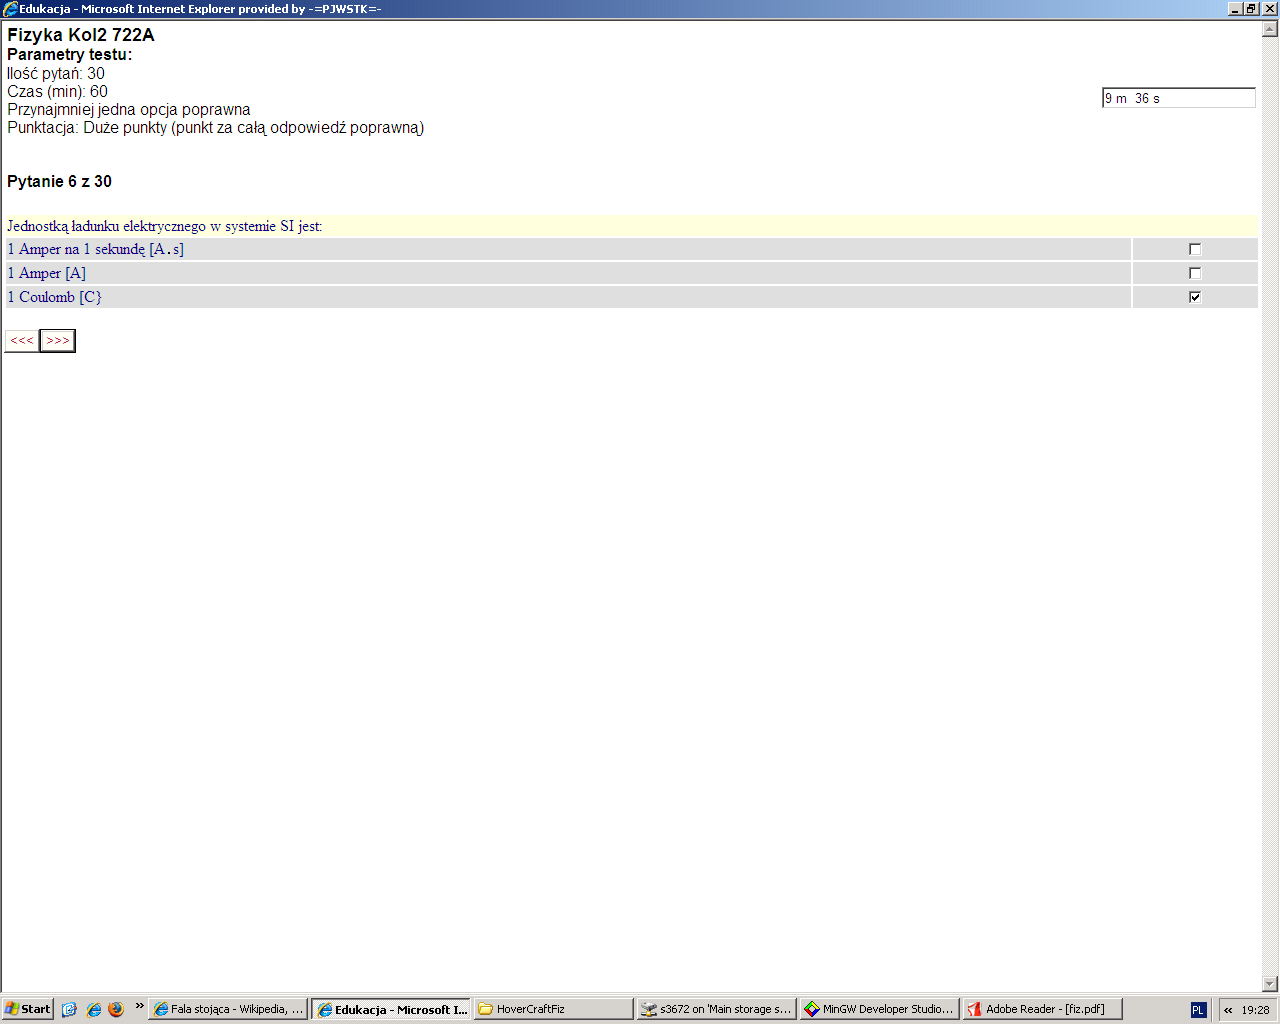 Edukacja - Microsoft Internet Explorer provided by -=PJWSTK=-
Fizyka Kol2 722A
Parametry testu:
Ilość pytań: 30
Czas (min): 60
9 m 36 s
Przynajmniej jedna opcja poprawna
Punktacja: Duże punkty (punkt za całą odpowiedź poprawną)
Pytanie 6 z 30
Jednostką ładunku elektrycznego w systemie SI jest:
1 Amper na 1 sekundę [A.s]
1 Amper [A]
1 Coulomb [C}
<<< >>>
Start » Fala stojąca - Wikipedia, ... Edukacja - Microsoft I... HoverCraftFiz s3672 on 'Main storage s... MinGW Developer Studio... Adobe Reader - [fiz.pdf] PL « 19:28